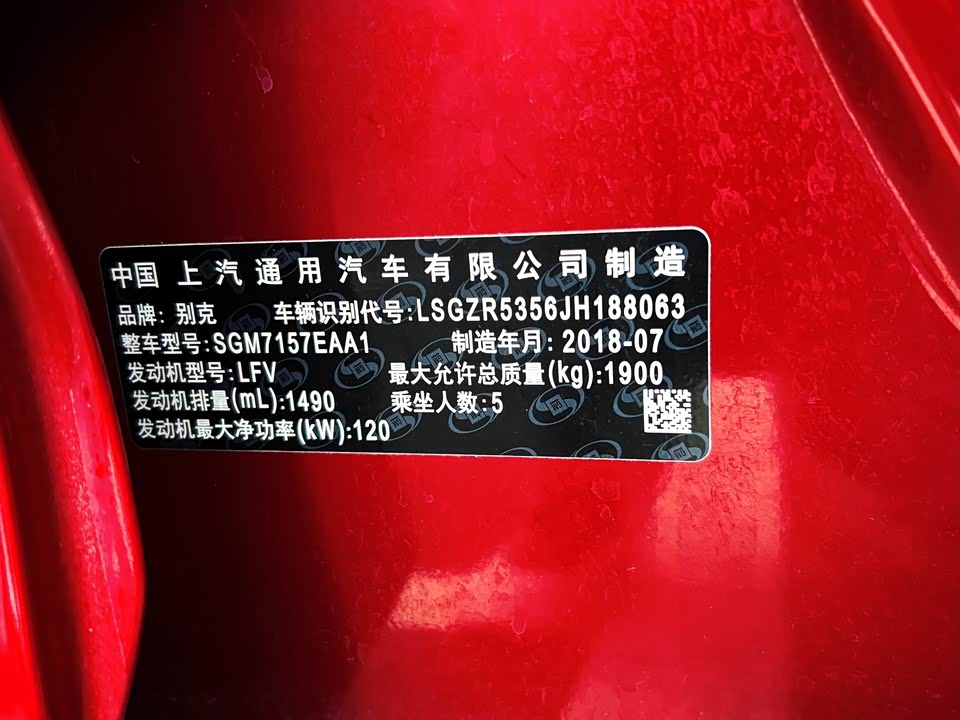 中国 上汽通用汽车有限公司制造
品牌: 别克 车辆识别代号:LSGZR5356JH188063
整车型号:SGM7157EAA1 制造年月: 2018-07
发动机型号:LFV 最大允许总质量(kg):1900
发动机排量(mL):1490 乘坐人数:5
发动机最大净功率(kW):120